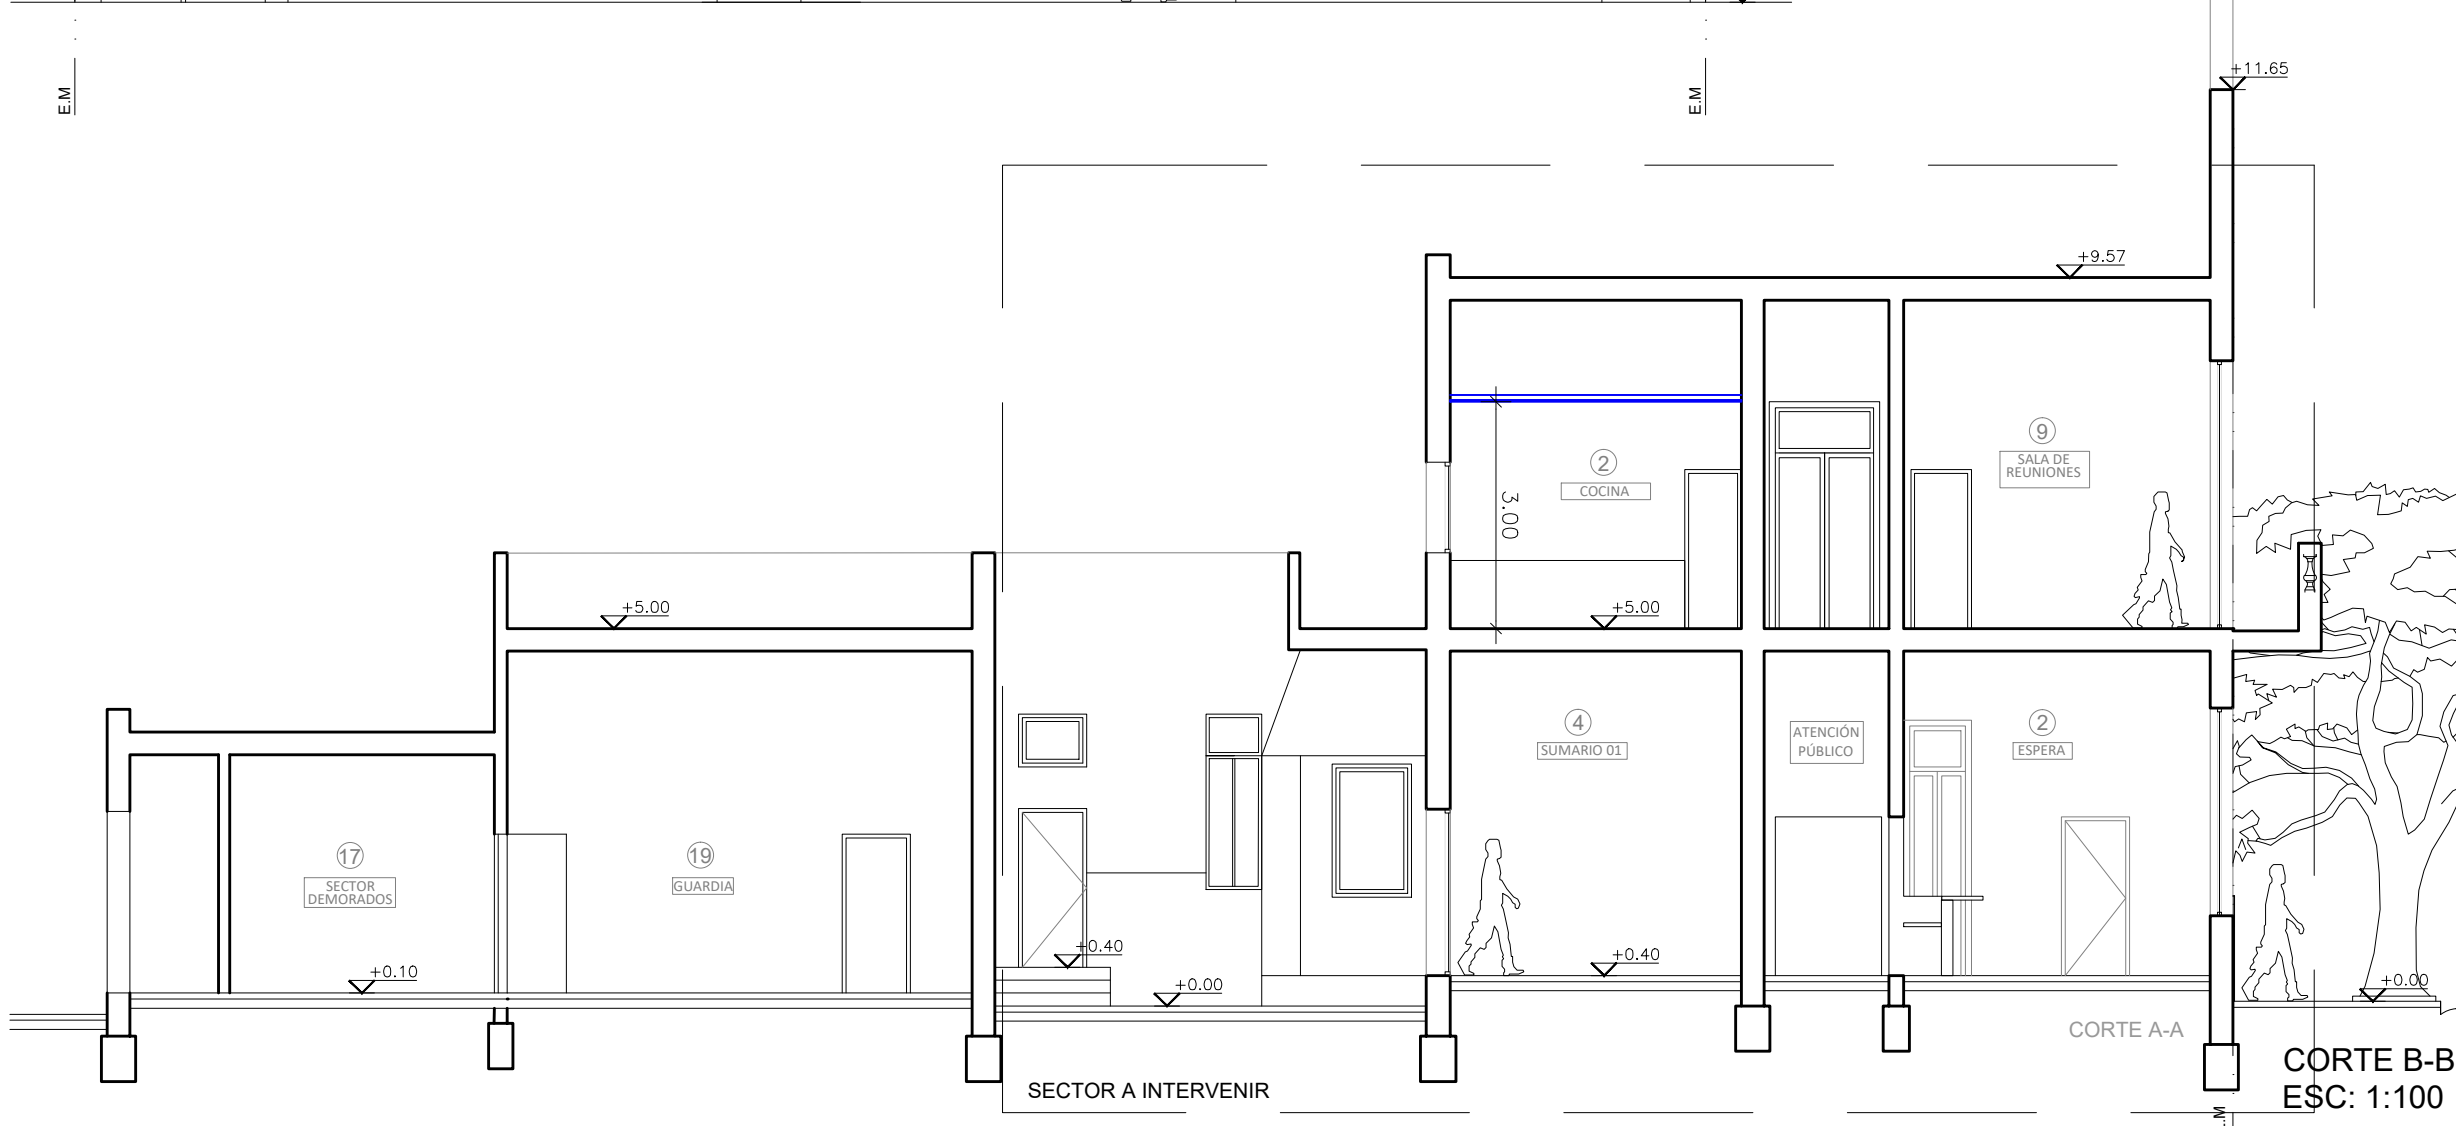 E.M
E.M
+11.65
+9.57
2
COCINA
3.00
9
SALA DE
REUNIONES
+5.00
+5.00
4
SUMARIO 01
ATENCIÓN
PÚBLICO
2
ESPERA
17
SECTOR
DEMORADOS
19
GUARDIA
+0.10
+0.40
+0.00
+0.40
+0.00
CORTE A-A
CORTE B-B
ESC: 1:100
SECTOR A INTERVENIR